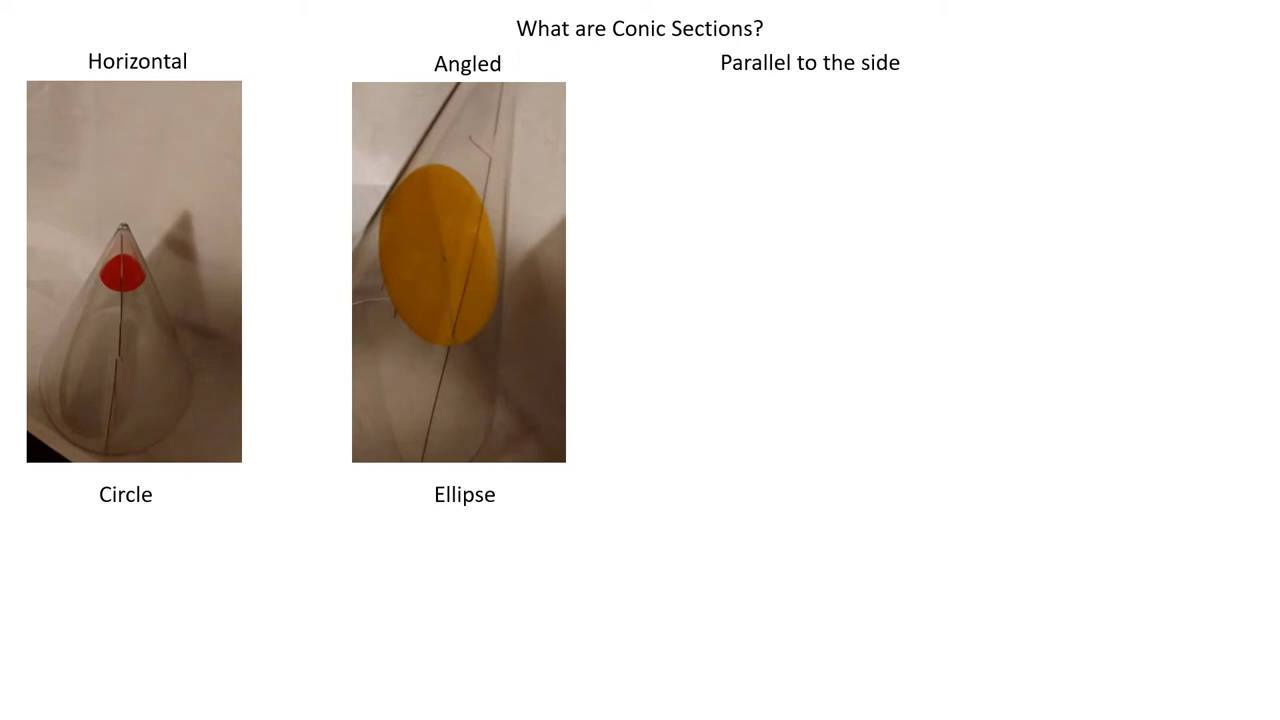 What are Conic Sections?
Horizontal
Angled
Parallel to the side
Circle
Ellipse